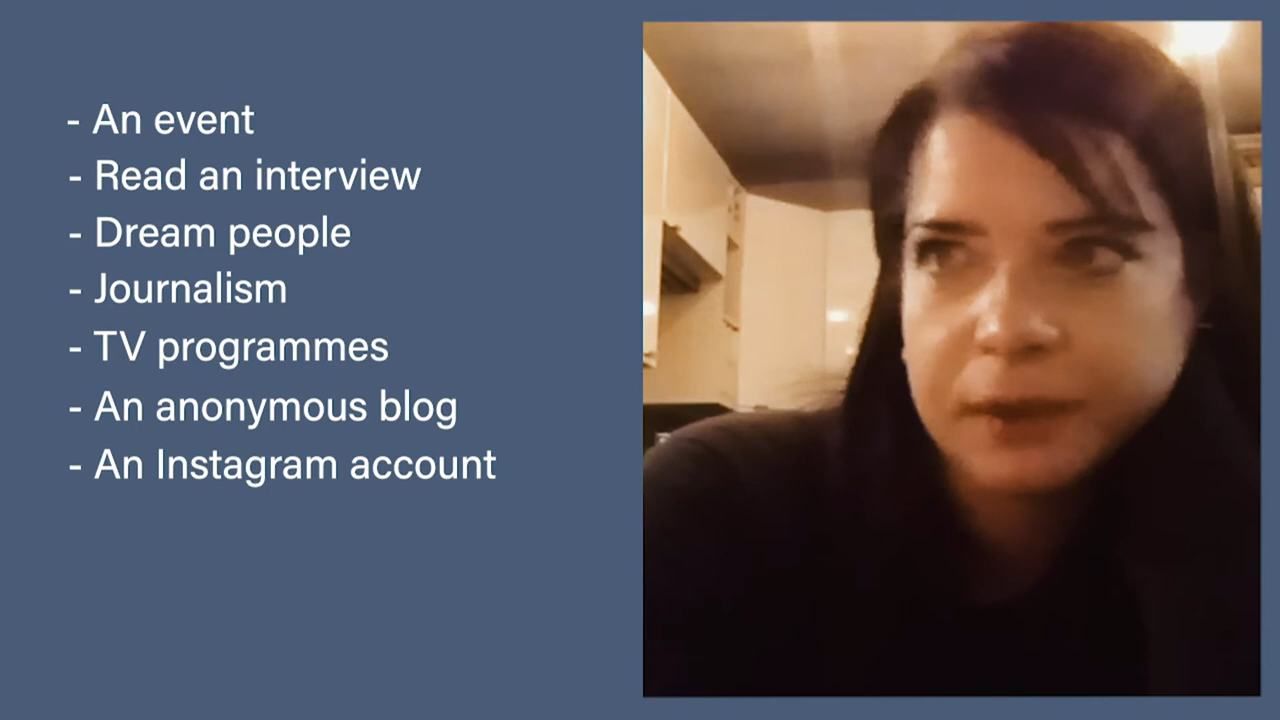 - An event
- Read an interview
- Dream people
- Journalism
- TV programmes
- An anonymous blog
- An Instagram account